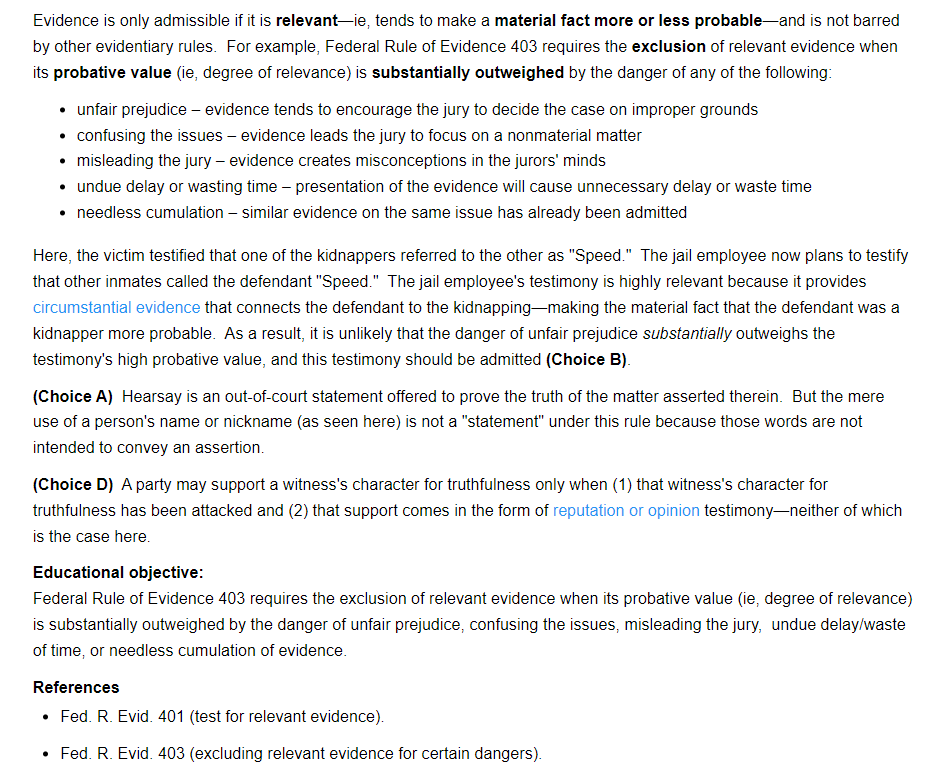 Evidence is only admissible if it is relevant—ie, tends to make a material fact more or less probable—and is not barred
by other evidentiary rules.  For example, Federal Rule of Evidence 403 requires the exclusion of relevant evidence when
its probative value (ie, degree of relevance) is substantially outweighed by the danger of any of the following:
• unfair prejudice – evidence tends to encourage the jury to decide the case on improper grounds
• confusing the issues – evidence leads the jury to focus on a nonmaterial matter
• misleading the jury – evidence creates misconceptions in the jurors' minds
• undue delay or wasting time – presentation of the evidence will cause unnecessary delay or waste time
• needless cumulation – similar evidence on the same issue has already been admitted
Here, the victim testified that one of the kidnappers referred to the other as "Speed."  The jail employee now plans to testify
that other inmates called the defendant "Speed."  The jail employee's testimony is highly relevant because it provides
circumstantial evidence that connects the defendant to the kidnapping—making the material fact that the defendant was a
kidnapper more probable.  As a result, it is unlikely that the danger of unfair prejudice substantially outweighs the
testimony's high probative value, and this testimony should be admitted (Choice B).
(Choice A)  Hearsay is an out-of-court statement offered to prove the truth of the matter asserted therein.  But the mere
use of a person's name or nickname (as seen here) is not a "statement" under this rule because those words are not
intended to convey an assertion.
(Choice D)  A party may support a witness's character for truthfulness only when (1) that witness's character for
truthfulness has been attacked and (2) that support comes in the form of reputation or opinion testimony—neither of which
is the case here.
Educational objective:
Federal Rule of Evidence 403 requires the exclusion of relevant evidence when its probative value (ie, degree of relevance)
is substantially outweighed by the danger of unfair prejudice, confusing the issues, misleading the jury,  undue delay/waste
of time, or needless cumulation of evidence.
References
• Fed. R. Evid. 401 (test for relevant evidence).
• Fed. R. Evid. 403 (excluding relevant evidence for certain dangers).